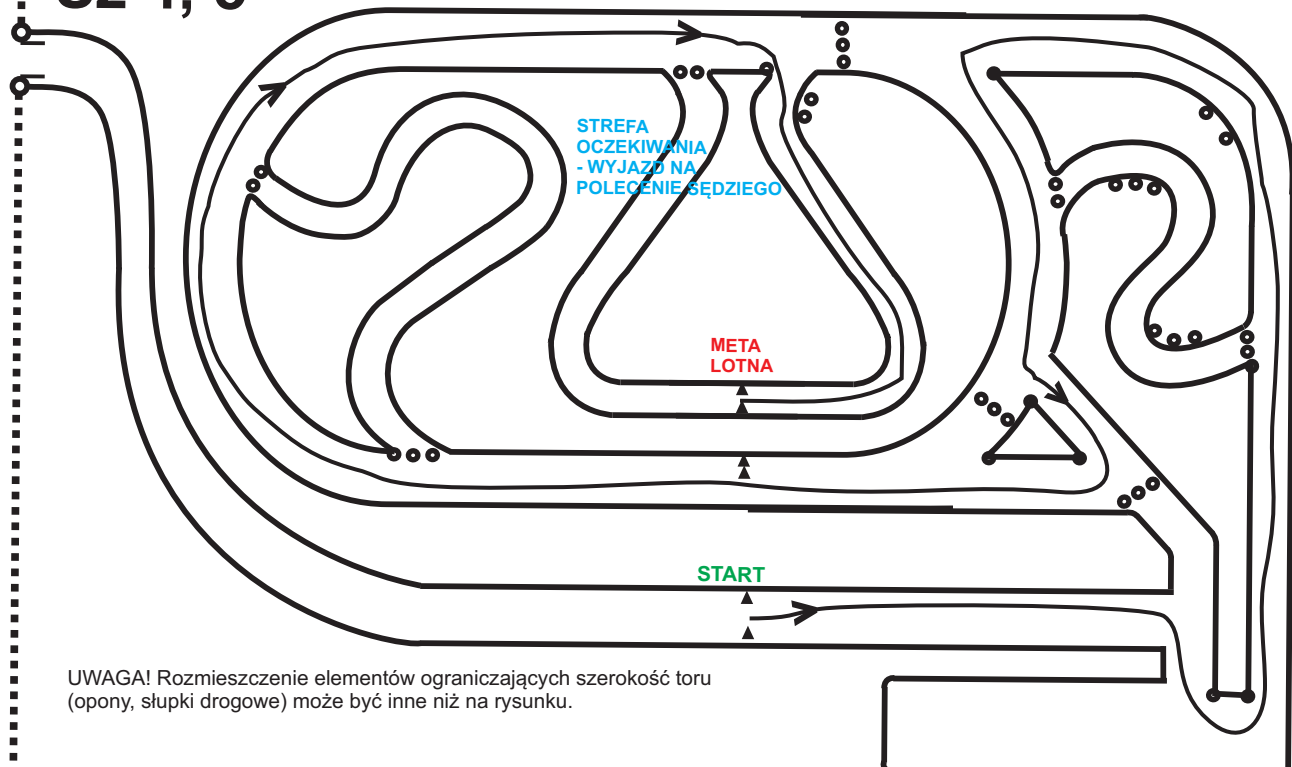 STREFA
OCZEKIWANIA
- WYJAZD NA
POLECENIE SĘDZIEGO
META
LOTNA
START
UWAGA! Rozmieszczenie elementów ograniczających szerokość toru
(opony, słupki drogowe) może być inne niż na rysunku.